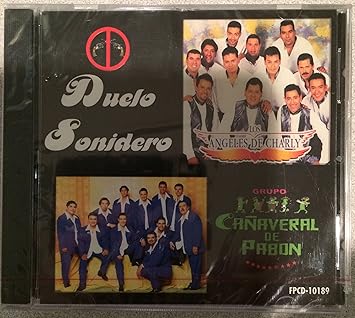 Duelo
Sonidero
LOS
ANGELES DE CHARLY
GRUPO
CAÑAVERAL
DE
PABON
FPCD-10189